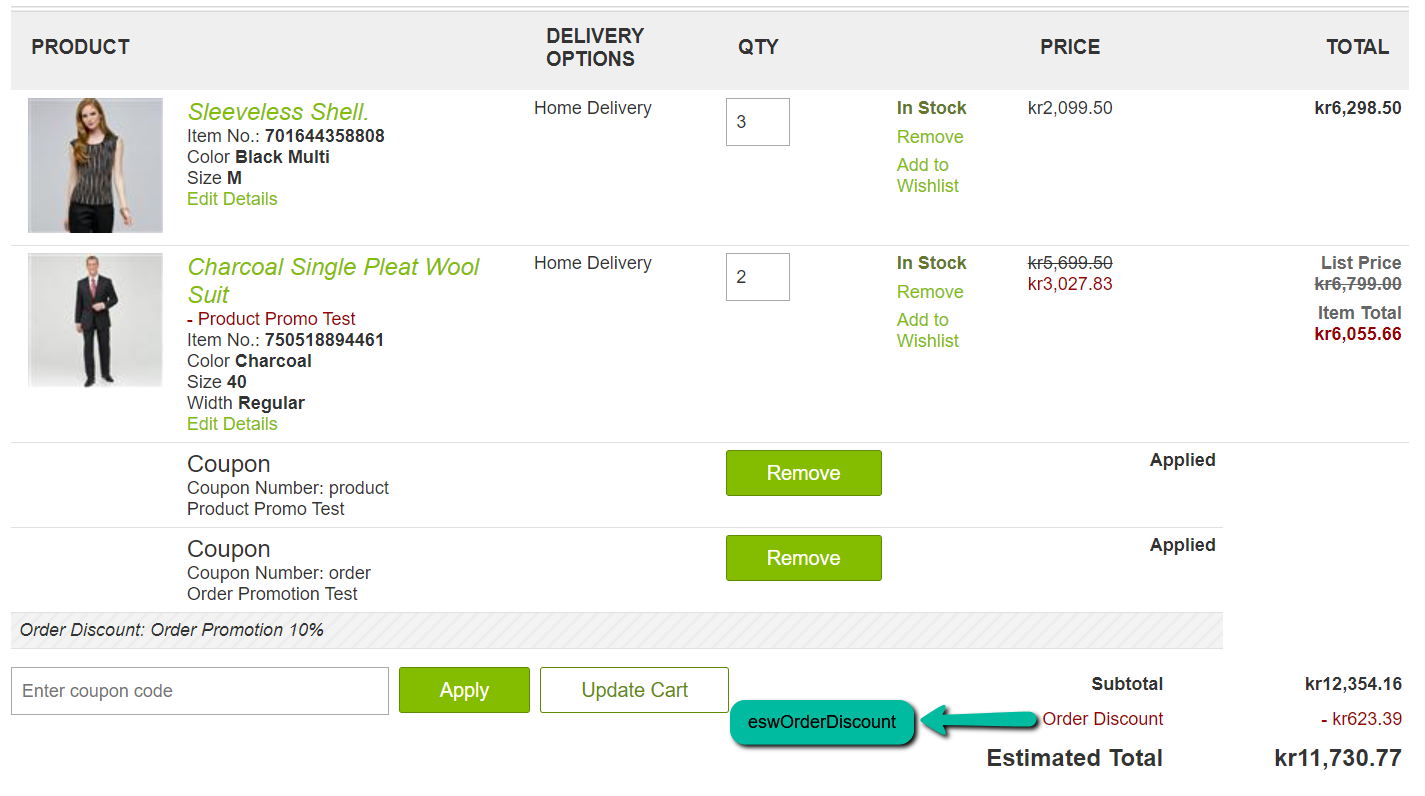 PRODUCT
DELIVERY
OPTIONS
QTY
PRICE
TOTAL
Sleeveless Shell.
Item No.: 701644358808
Color Black Multi
Size M
Edit Details
Home Delivery
3
In Stock
Remove
Add to
Wishlist
kr2,099.50
kr6,298.50
Charcoal Single Pleat Wool
Suit
- Product Promo Test
Item No.: 750518894461
Color Charcoal
Size 40
Width Regular
Edit Details
Home Delivery
2
In Stock
Remove
Add to
Wishlist
kr5,699.50
kr3,027.83
List Price
kr6,799.00
Item Total
kr6,055.66
Coupon
Coupon Number: product
Product Promo Test
Remove
Applied
Coupon
Coupon Number: order
Order Promotion Test
Remove
Applied
Order Discount: Order Promotion 10%
Enter coupon code
Apply
Update Cart
Subtotal
kr12,354.16
eswOrderDiscount
Order Discount
- kr623.39
Estimated Total
kr11,730.77